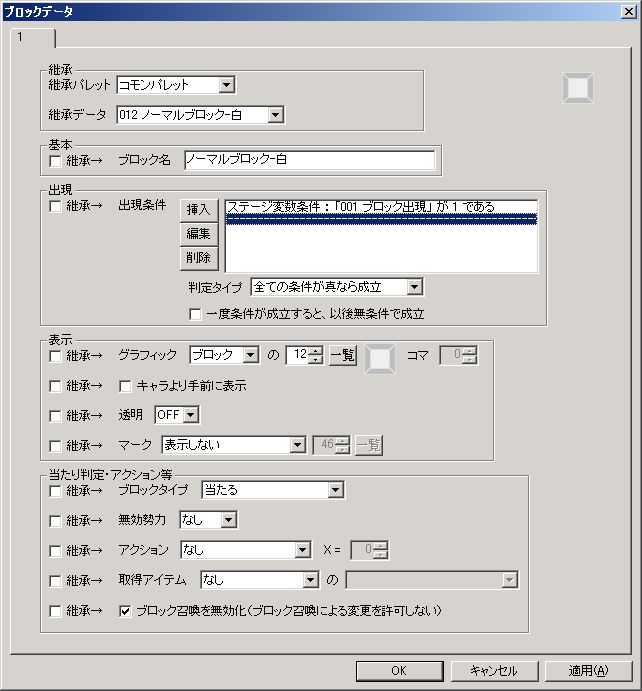 ブロックデータ
1
継承
継承パレット コモンパレット
継承データ 012 ノーマルブロック-白
基本
継承→ ブロック名 ノーマルブロック-白
出現
継承→ 出現条件 挿入 ステージ変数条件:「001 ブロック出現」 が 1 である
編集
削除
判定タイプ 全ての条件が真なら成立
一度条件が成立すると、以後無条件で成立
表示
継承→ グラフィック ブロック の 12 一覧 コマ 0
継承→ キャラより手前に表示
継承→ 透明 OFF
継承→ マーク 表示しない 46 一覧
当たり判定・アクション等
継承→ ブロックタイプ 当たる
継承→ 無効勢力 なし
継承→ アクション なし X = 0
継承→ 取得アイテム なし の
継承→ ブロック召喚を無効化(ブロック召喚による変更を許可しない)
OK キャンセル 適用(A)